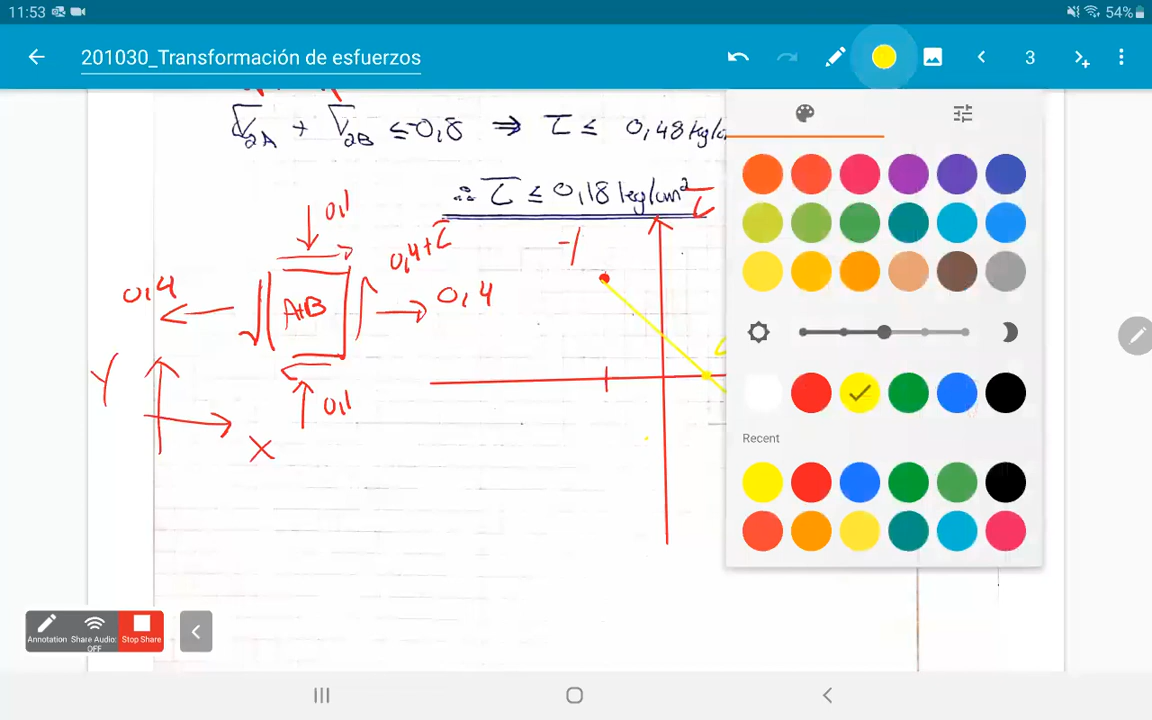 11:53 54%
201030_Transformación de esfuerzos 3
σ2A + σ2B ≤ -0,8 ⇒ τ ≤ 0,48 kg/c
∴ τ ≤ 0,18 kg/cm² τ
0,1
-1
0,4+τ
0,4 A+B 0,4
Y
0,1
X
Recent
Annotation Share Audio: OFF Stop Share